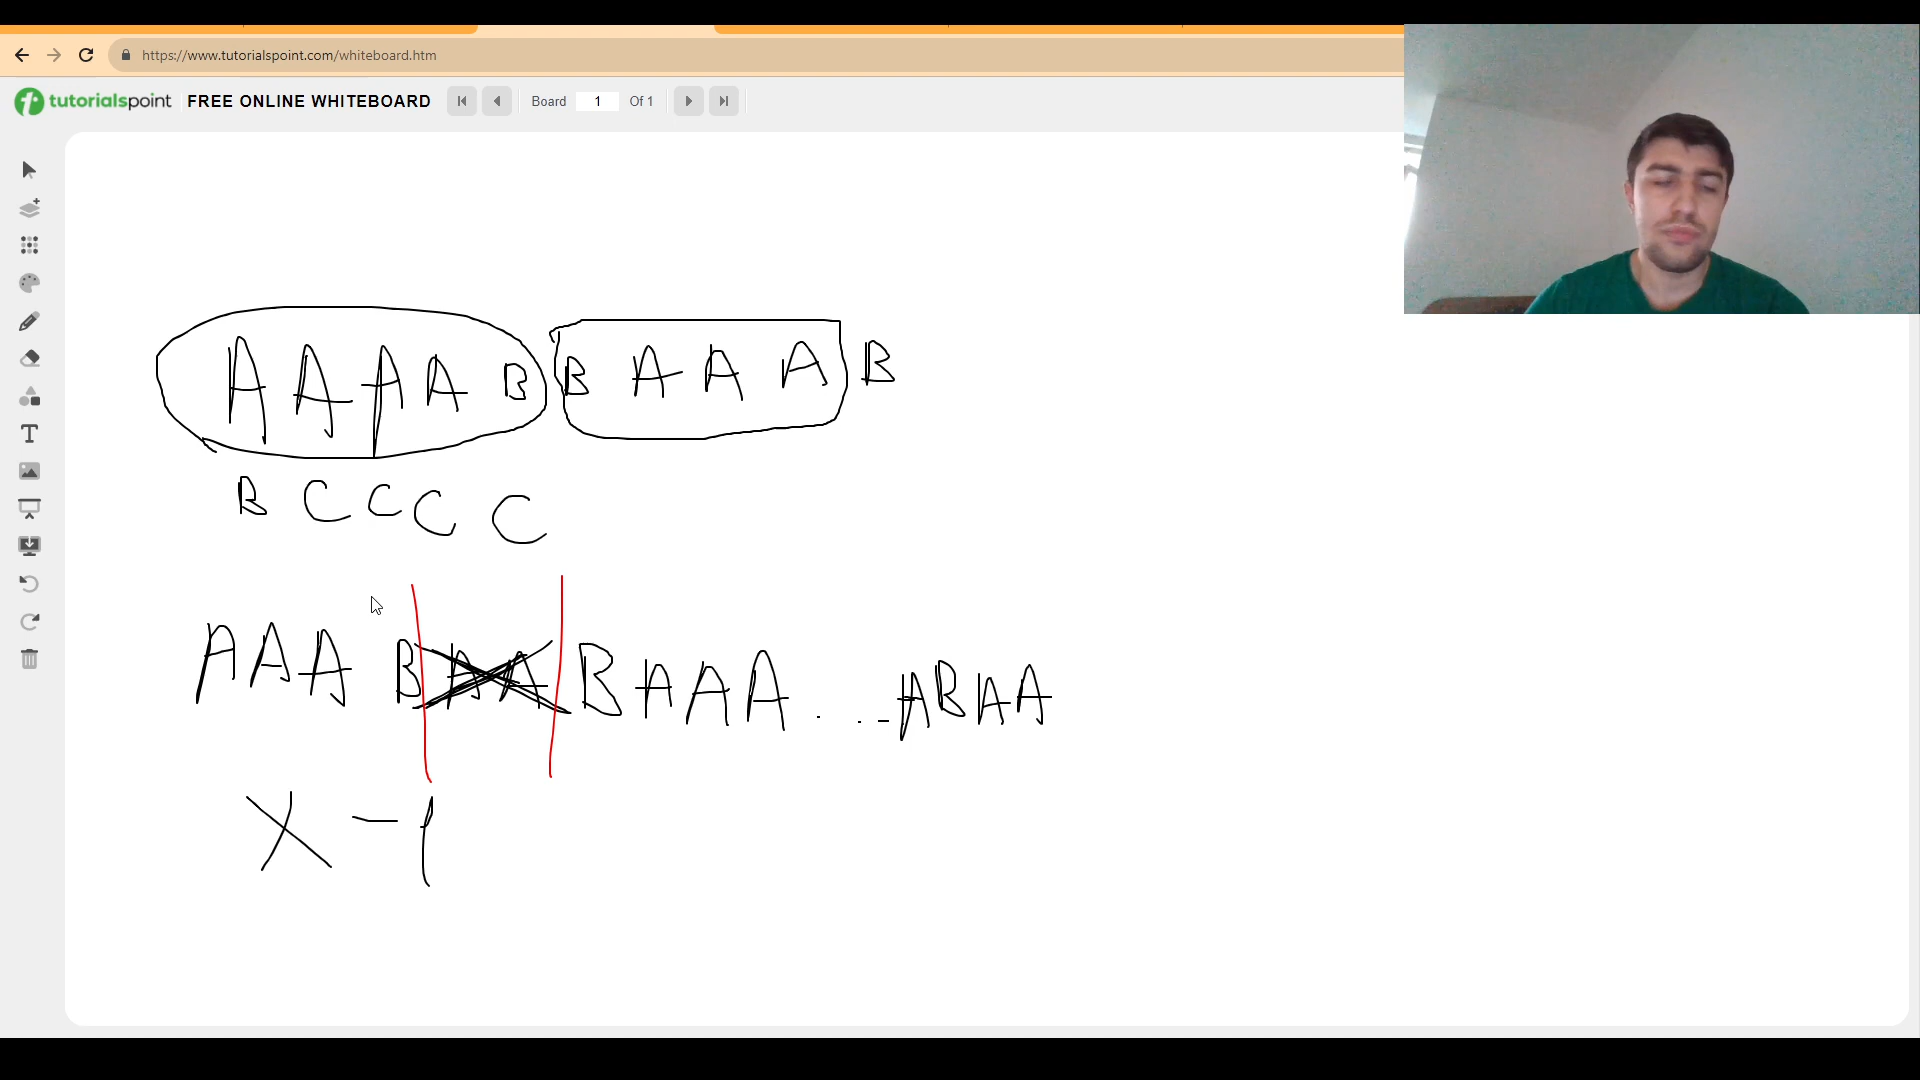 https://www.tutorialspoint.com/whiteboard.htm
tutorialspoint FREE ONLINE WHITEBOARD Board 1 Of 1
A A A A B B A A A B
B C C C C
A A A B A A B A A A . . . A B A A
X - 1